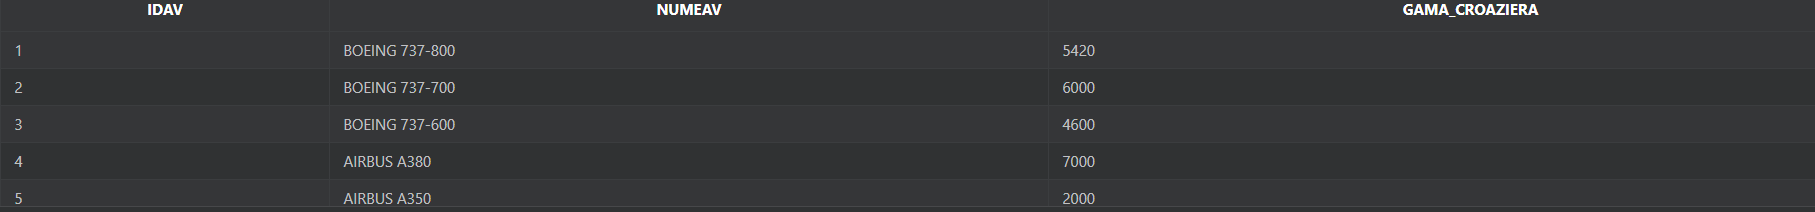 IDAV NUMEAV GAMA_CROAZIERA
1 BOEING 737-800 5420
2 BOEING 737-700 6000
3 BOEING 737-600 4600
4 AIRBUS A380 7000
5 AIRBUS A350 2000